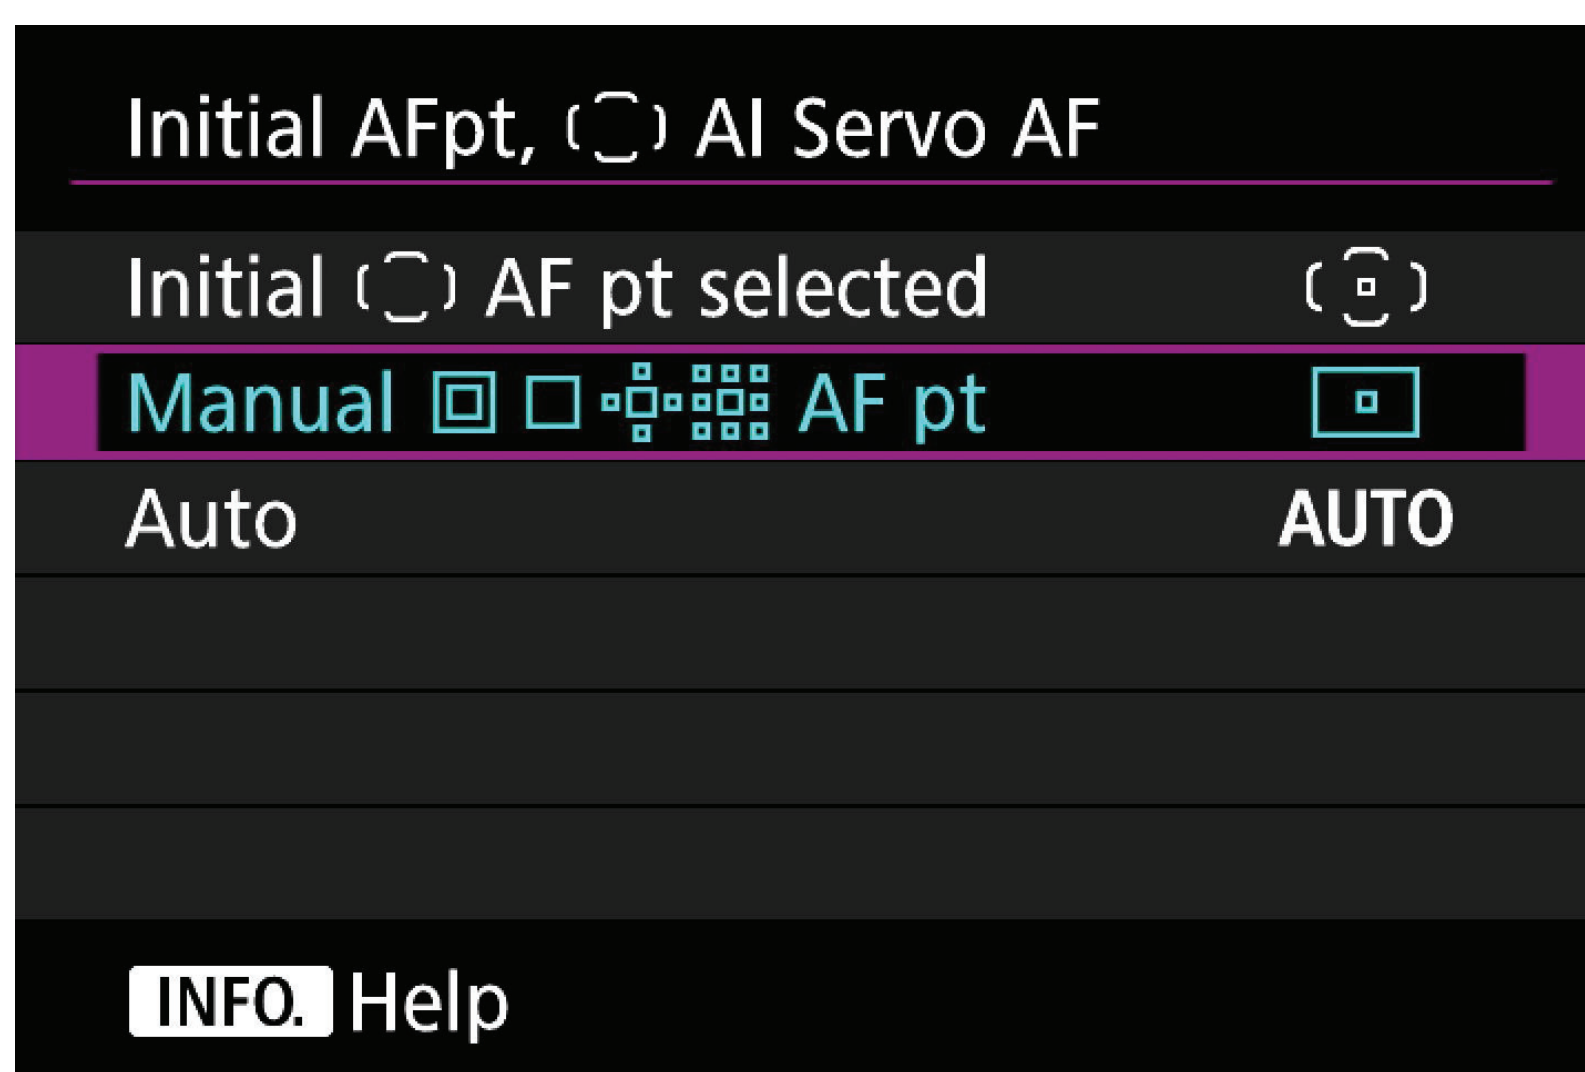 Initial AFpt, AI Servo AF
Initial AF pt selected
Manual AF pt
Auto AUTO
INFO. Help